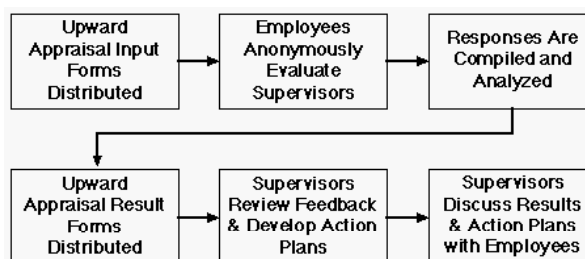 Upward
Appraisal Input
Forms
Distributed
Employees
Anonymously
Evaluate
Supervisors
Responses Are
Compiled and
Analyzed
Upward
Appraisal Result
Forms
Distributed
Supervisors
Review Feedback
& Develop Action
Plans
Supervisors
Discuss Results
& Action Plans
with Employees